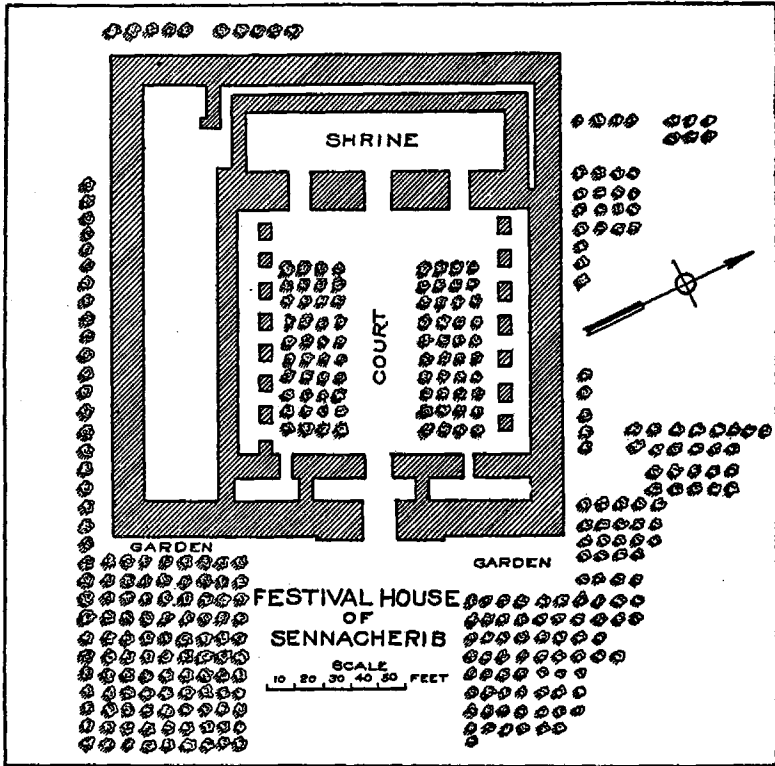 SHRINE
COURT
GARDEN
GARDEN
FESTIVAL HOUSE
OF
SENNACHERIB
SCALE
10 20 30 40 50 FEET